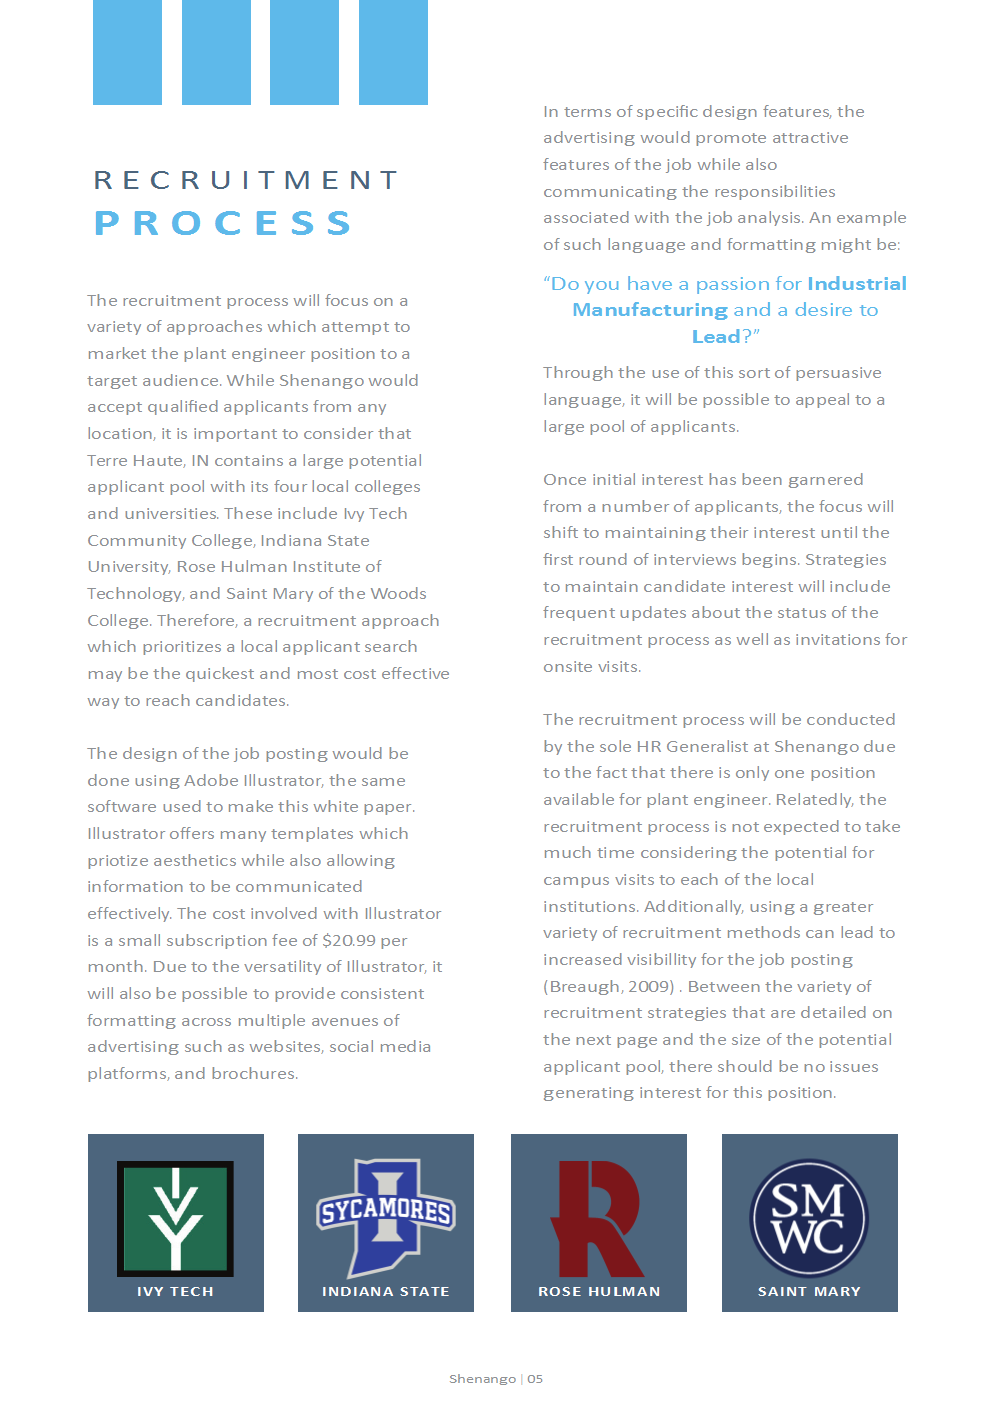 RECRUITMENT
PROCESS
The recruitment process will focus on a
variety of approaches which attempt to
market the plant engineer position to a
target audience. While Shenango would
accept qualified applicants from any
location, it is important to consider that
Terre Haute, IN contains a large potential
applicant pool with its four local colleges
and universities. These include Ivy Tech
Community College, Indiana State
University, Rose Hulman Institute of
Technology, and Saint Mary of the Woods
College. Therefore, a recruitment approach
which prioritizes a local applicant search
may be the quickest and most cost effective
way to reach candidates.
The design of the job posting would be
done using Adobe Illustrator, the same
software used to make this white paper.
Illustrator offers many templates which
priotize aesthetics while also allowing
information to be communicated
effectively. The cost involved with Illustrator
is a small subscription fee of $20.99 per
month. Due to the versatility of Illustrator, it
will also be possible to provide consistent
formatting across multiple avenues of
advertising such as websites, social media
platforms, and brochures.
In terms of specific design features, the
advertising would promote attractive
features of the job while also
communicating the responsibilities
associated with the job analysis. An example
of such language and formatting might be:
“Do you have a passion for Industrial
Manufacturing and a desire to
Lead?”
Through the use of this sort of persuasive
language, it will be possible to appeal to a
large pool of applicants.
Once initial interest has been garnered
from a number of applicants, the focus will
shift to maintaining their interest until the
first round of interviews begins. Strategies
to maintain candidate interest will include
frequent updates about the status of the
recruitment process as well as invitations for
onsite visits.
The recruitment process will be conducted
by the sole HR Generalist at Shenango due
to the fact that there is only one position
available for plant engineer. Relatedly, the
recruitment process is not expected to take
much time considering the potential for
campus visits to each of the local
institutions. Additionally, using a greater
variety of recruitment methods can lead to
increased visibillity for the job posting
(Breaugh, 2009) . Between the variety of
recruitment strategies that are detailed on
the next page and the size of the potential
applicant pool, there should be no issues
generating interest for this position.
IVY TECH
I
SYCAMORES
INDIANA STATE
R
ROSE HULMAN
SM
WC
SAINT MARY
Shenango | 05